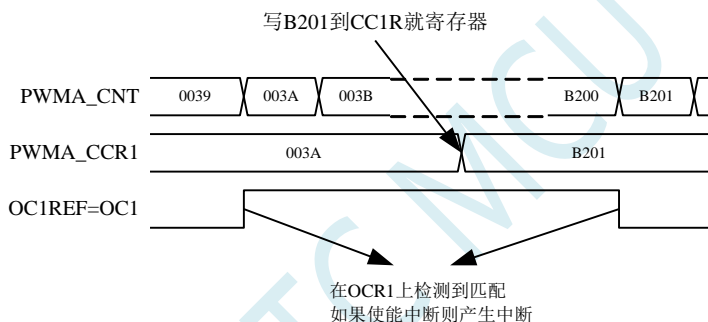 写B201到CC1R就寄存器
PWMA_CNT 0039 003A 003B B200 B201
PWMA_CCR1 003A B201
OC1REF=OC1
在OCR1上检测到匹配
如果使能中断则产生中断
TC MCU